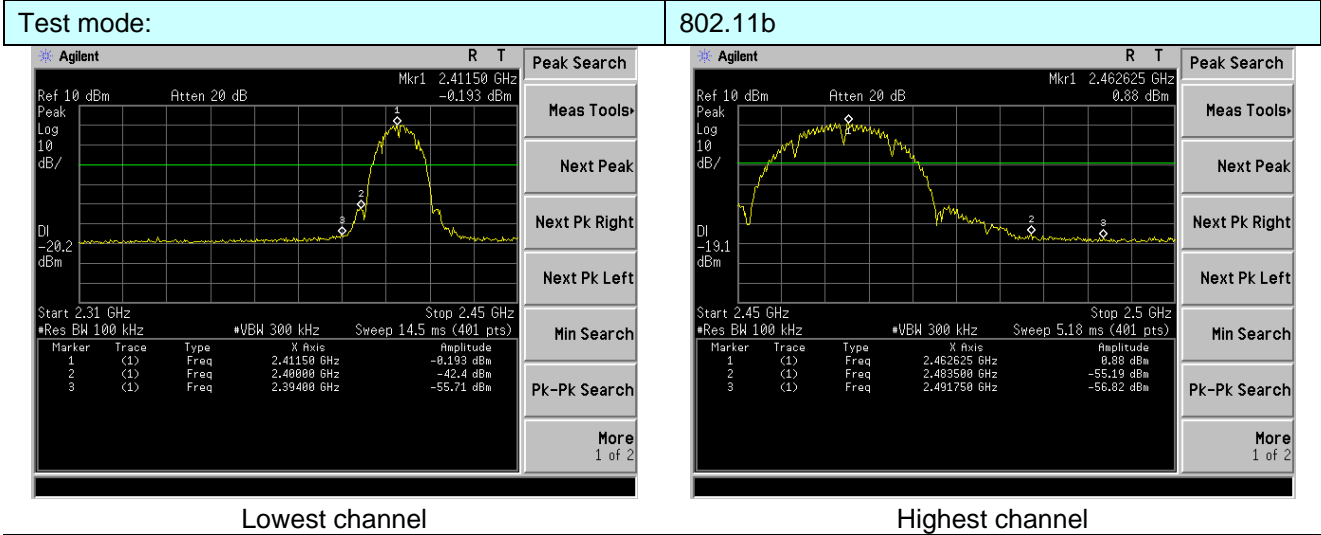 Test mode: 802.11b
Agilent R T
Mkr1 2.41150 GHz
Ref 10 dBm Atten 20 dB -0.193 dBm
Peak
Log
10
dB/
1
2
3
DI
-20.2
dBm
Start 2.31 GHz Stop 2.45 GHz
#Res BW 100 kHz #VBW 300 kHz Sweep 14.5 ms (401 pts)
Marker Trace Type X Axis Amplitude
1 (1) Freq 2.41150 GHz -0.193 dBm
2 (1) Freq 2.40000 GHz -42.4 dBm
3 (1) Freq 2.39400 GHz -55.71 dBm
Peak Search
Meas Tools
Next Peak
Next Pk Right
Next Pk Left
Min Search
Pk-Pk Search
More
1 of 2
Lowest channel
Agilent R T
Mkr1 2.462625 GHz
Ref 10 dBm Atten 20 dB 0.88 dBm
Peak
Log
10
dB/
1
2
3
DI
-19.1
dBm
Start 2.45 GHz Stop 2.5 GHz
#Res BW 100 kHz #VBW 300 kHz Sweep 5.18 ms (401 pts)
Marker Trace Type X Axis Amplitude
1 (1) Freq 2.462625 GHz 0.88 dBm
2 (1) Freq 2.483500 GHz -55.19 dBm
3 (1) Freq 2.491750 GHz -56.82 dBm
Peak Search
Meas Tools
Next Peak
Next Pk Right
Next Pk Left
Min Search
Pk-Pk Search
More
1 of 2
Highest channel